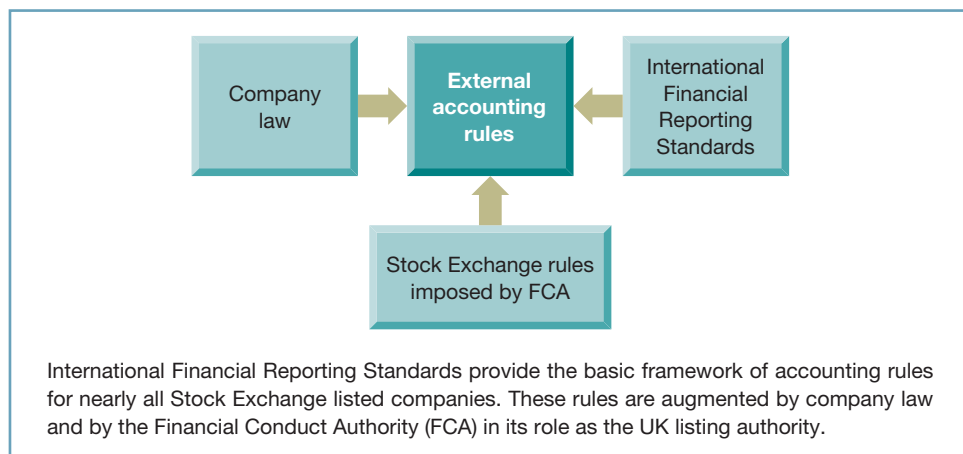 Company
law
External
accounting
rules
International
Financial
Reporting
Standards
Stock Exchange rules
imposed by FCA
International Financial Reporting Standards provide the basic framework of accounting rules
for nearly all Stock Exchange listed companies. These rules are augmented by company law
and by the Financial Conduct Authority (FCA) in its role as the UK listing authority.